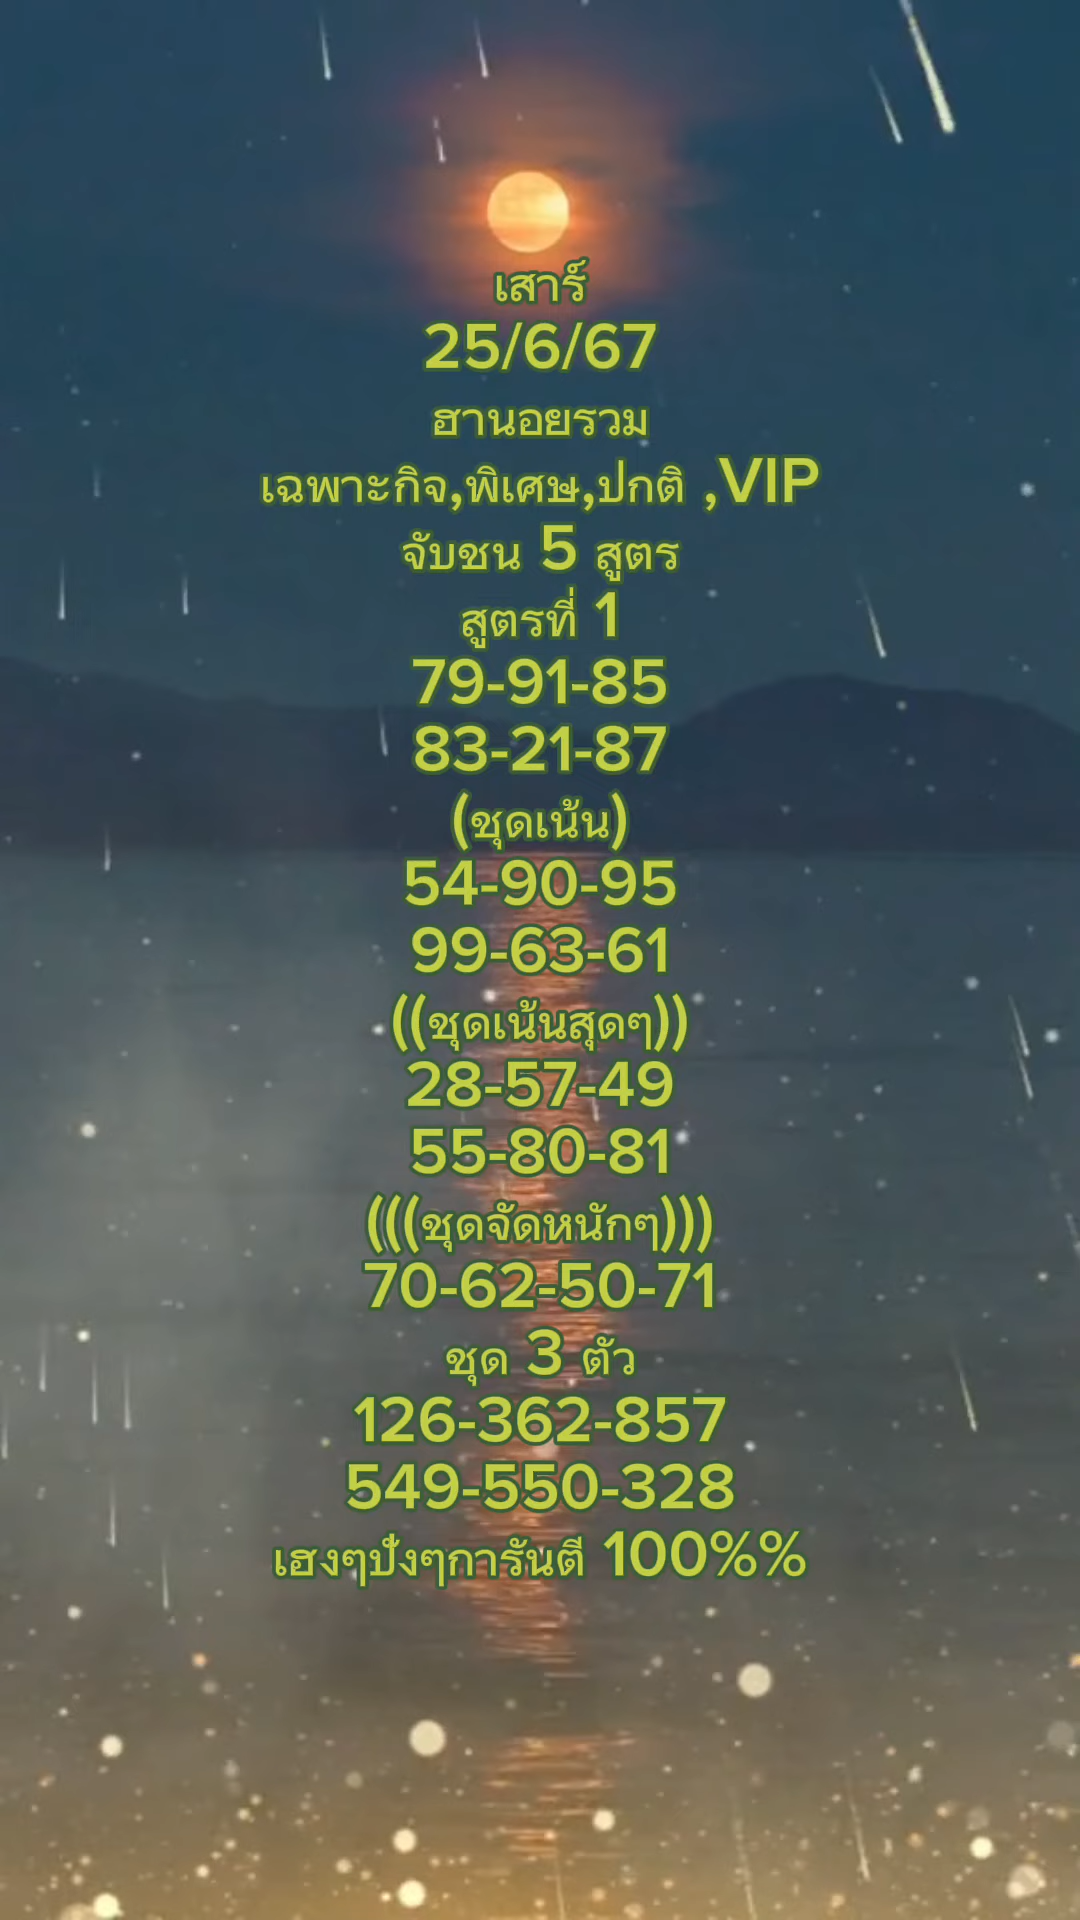 เสาร์
25/6/67
ฮานอยรวม
เฉพาะกิจ,พิเศษ,ปกติ ,VIP
จับชน 5 สูตร
สูตรที่ 1
79-91-85
83-21-87
(ชุดเน้น)
54-90-95
99-63-61
((ชุดเน้นสุดๆ))
28-57-49
55-80-81
(((ชุดจัดหนักๆ)))
70-62-50-71
ชุด 3 ตัว
126-362-857
549-550-328
เฮงๆปังๆการันตี 100%%